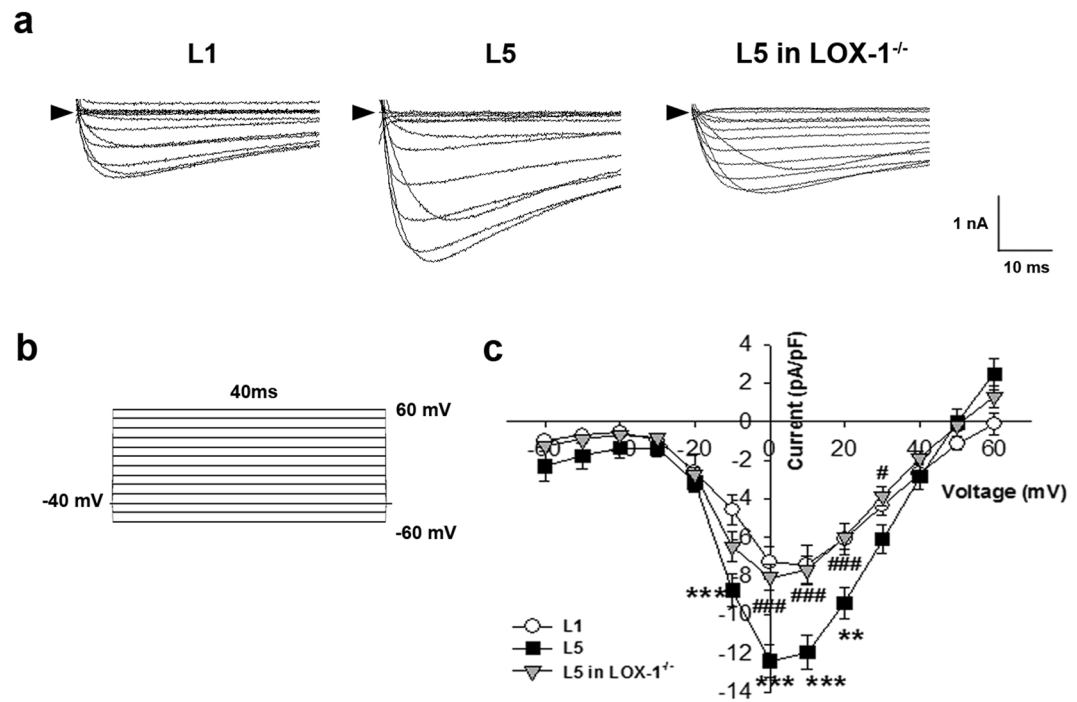 a
L1
L5
L5 in LOX-1-/-
1 nA
10 ms
b
40ms
60 mV
-40 mV
-60 mV
c
4
2
0
-2
-4
-6
-8
-10
-12
-14
Current (pA/pF)
-60
-20
0
20
40
60
Voltage (mV)
#
###
###
###
***
**
***
***
L1
L5
L5 in LOX-1-/-